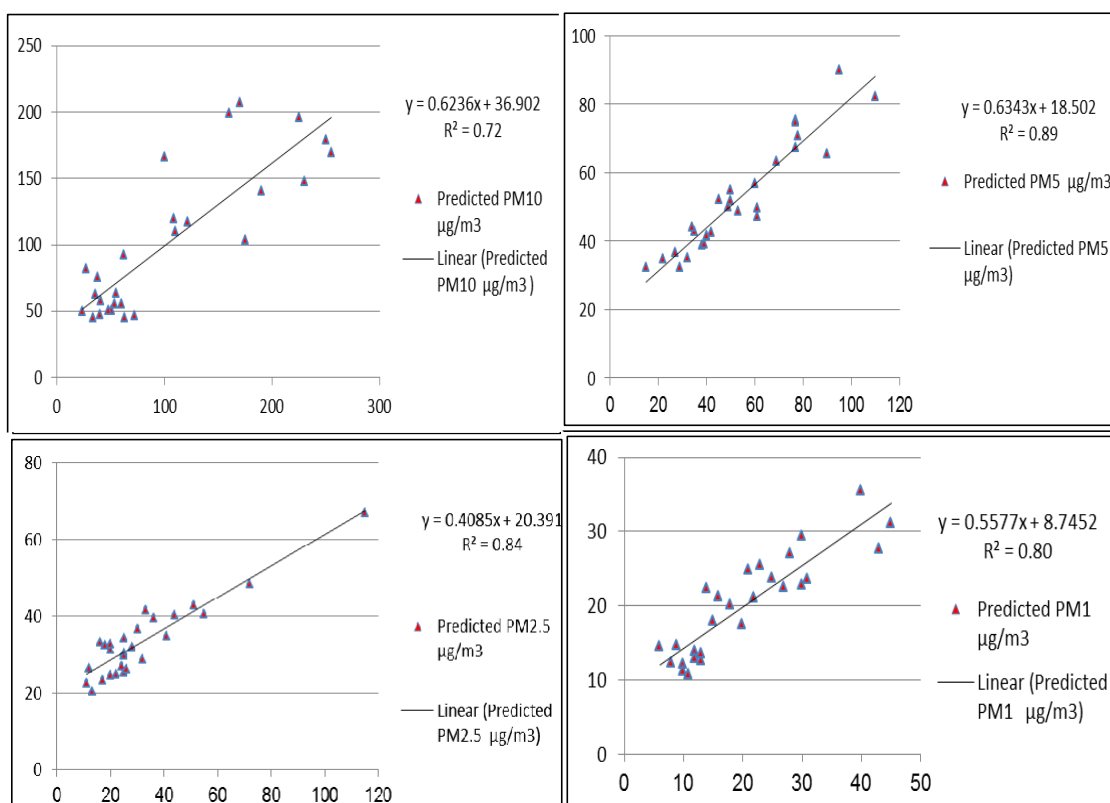 250
200
150
100
50
0
0 50 100 150 200 250 300
y = 0.6236x + 36.902
R² = 0.72
Predicted PM10
µg/m3
Linear (Predicted
PM10 µg/m3 )
100
80
60
40
20
0
0 20 40 60 80 100 120
y = 0.6343x + 18.502
R² = 0.89
Predicted PM5 µg/m3
Linear (Predicted PM5
µg/m3)
80
60
40
20
0
0 20 40 60 80 100 120
y = 0.4085x + 20.391
R² = 0.84
Predicted PM2.5
µg/m3
Linear (Predicted
PM2.5 µg/m3)
40
30
20
10
0
0 10 20 30 40 50
y = 0.5577x + 8.7452
R² = 0.80
Predicted PM1
µg/m3
Linear (Predicted
PM1 µg/m3)